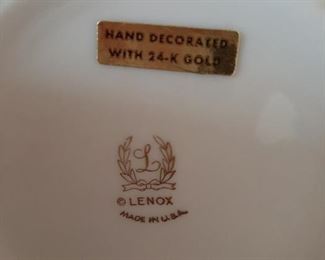 HAND DECORATED
WITH 24-K GOLD
L
© LENOX
MADE IN U.S.A.